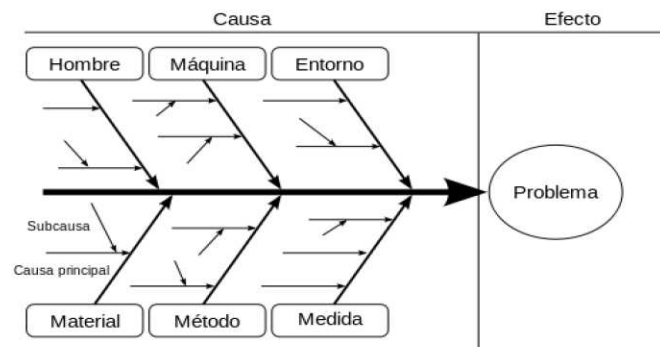 Causa
Efecto
Hombre
Máquina
Entorno
Problema
Subcausa
Causa principal
Material
Método
Medida